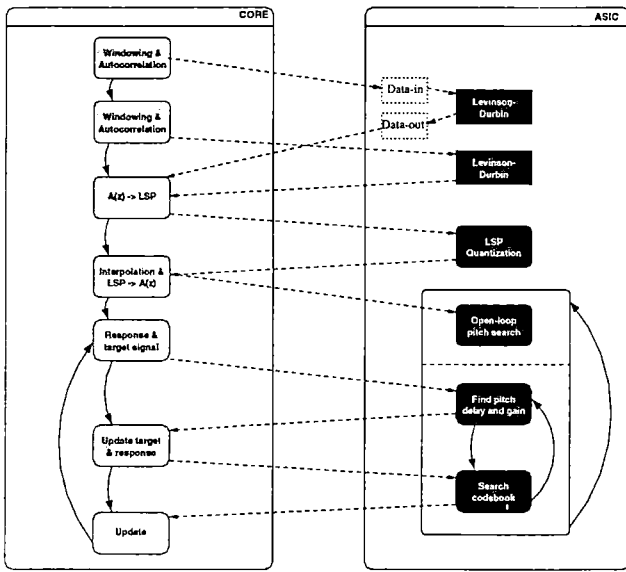 CORE
Windowing &
Autocorrelation
Windowing &
Autocorrelation
A(z) -> LSP
Interpolation &
LSP -> A(z)
Response &
target signal
Update target
& response
Update
ASIC
Data-in
Data-out
Levinson-
Durbin
Levinson-
Durbin
LSP
Quantization
Open-loop
pitch search
Find pitch
delay and gain
Search
codebook